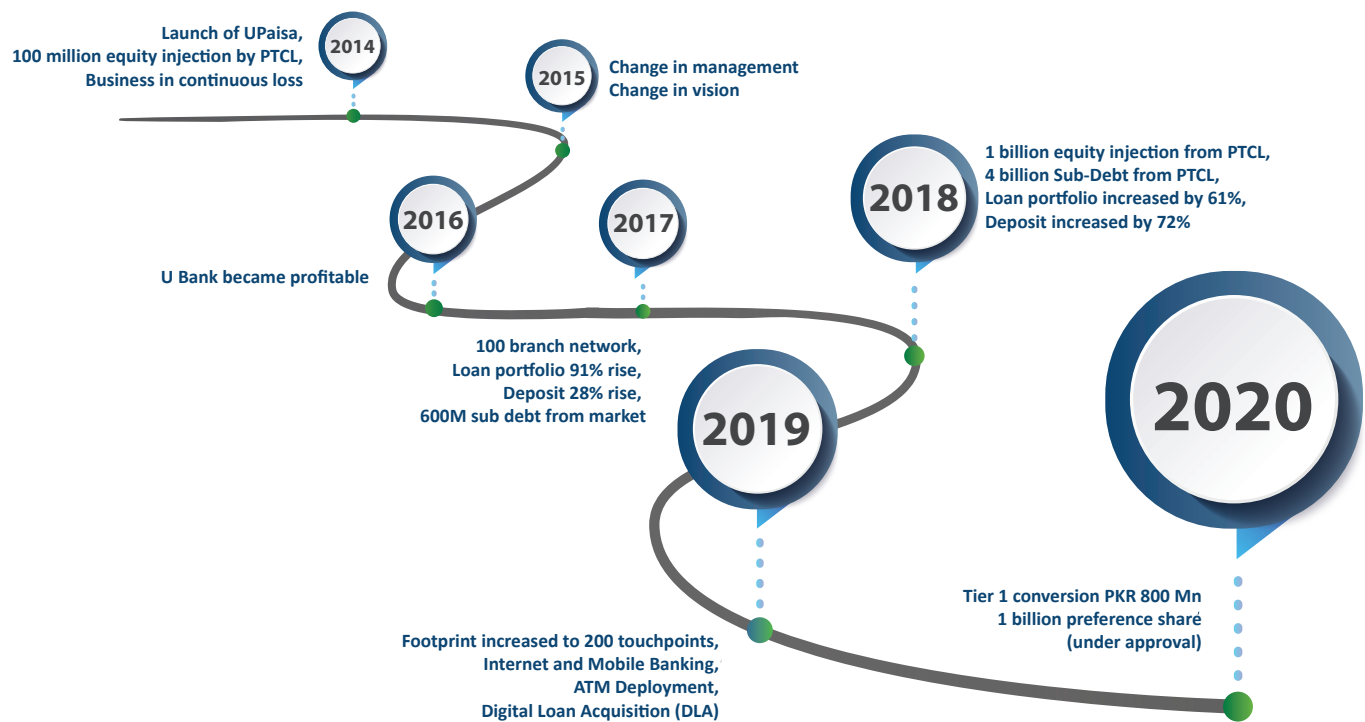 Launch of UPaisa,
100 million equity injection by PTCL,
Business in continuous loss
2014
2015
Change in management
Change in vision
2016
U Bank became profitable
2017
100 branch network,
Loan portfolio 91% rise,
Deposit 28% rise,
600M sub debt from market
2018
1 billion equity injection from PTCL,
4 billion Sub-Debt from PTCL,
Loan portfolio increased by 61%,
Deposit increased by 72%
2019
Footprint increased to 200 touchpoints,
Internet and Mobile Banking,
ATM Deployment,
Digital Loan Acquisition (DLA)
2020
Tier 1 conversion PKR 800 Mn
1 billion preference share
(under approval)